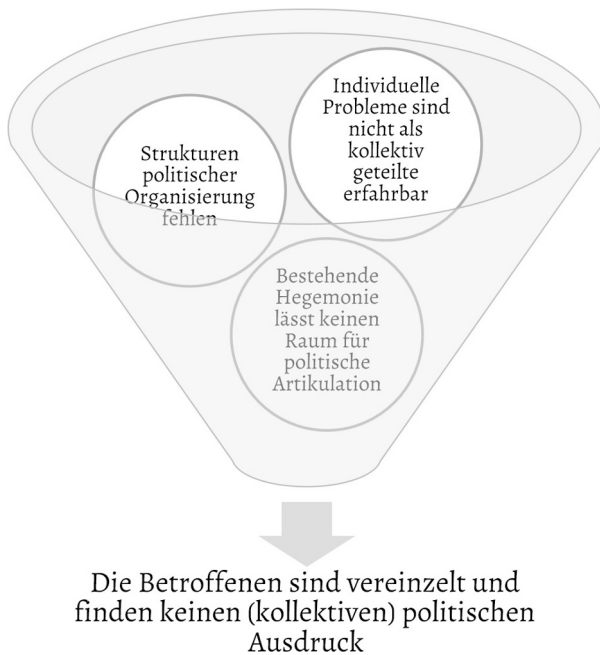 Individuelle
Probleme sind
nicht als
kollektiv
geteilte
erfahrbar
Strukturen
politischer
Organisierung
fehlen
Bestehende
Hegemonie
lässt keinen
Raum für
politische
Artikulation
Die Betroffenen sind vereinzelt und
finden keinen (kollektiven) politischen
Ausdruck